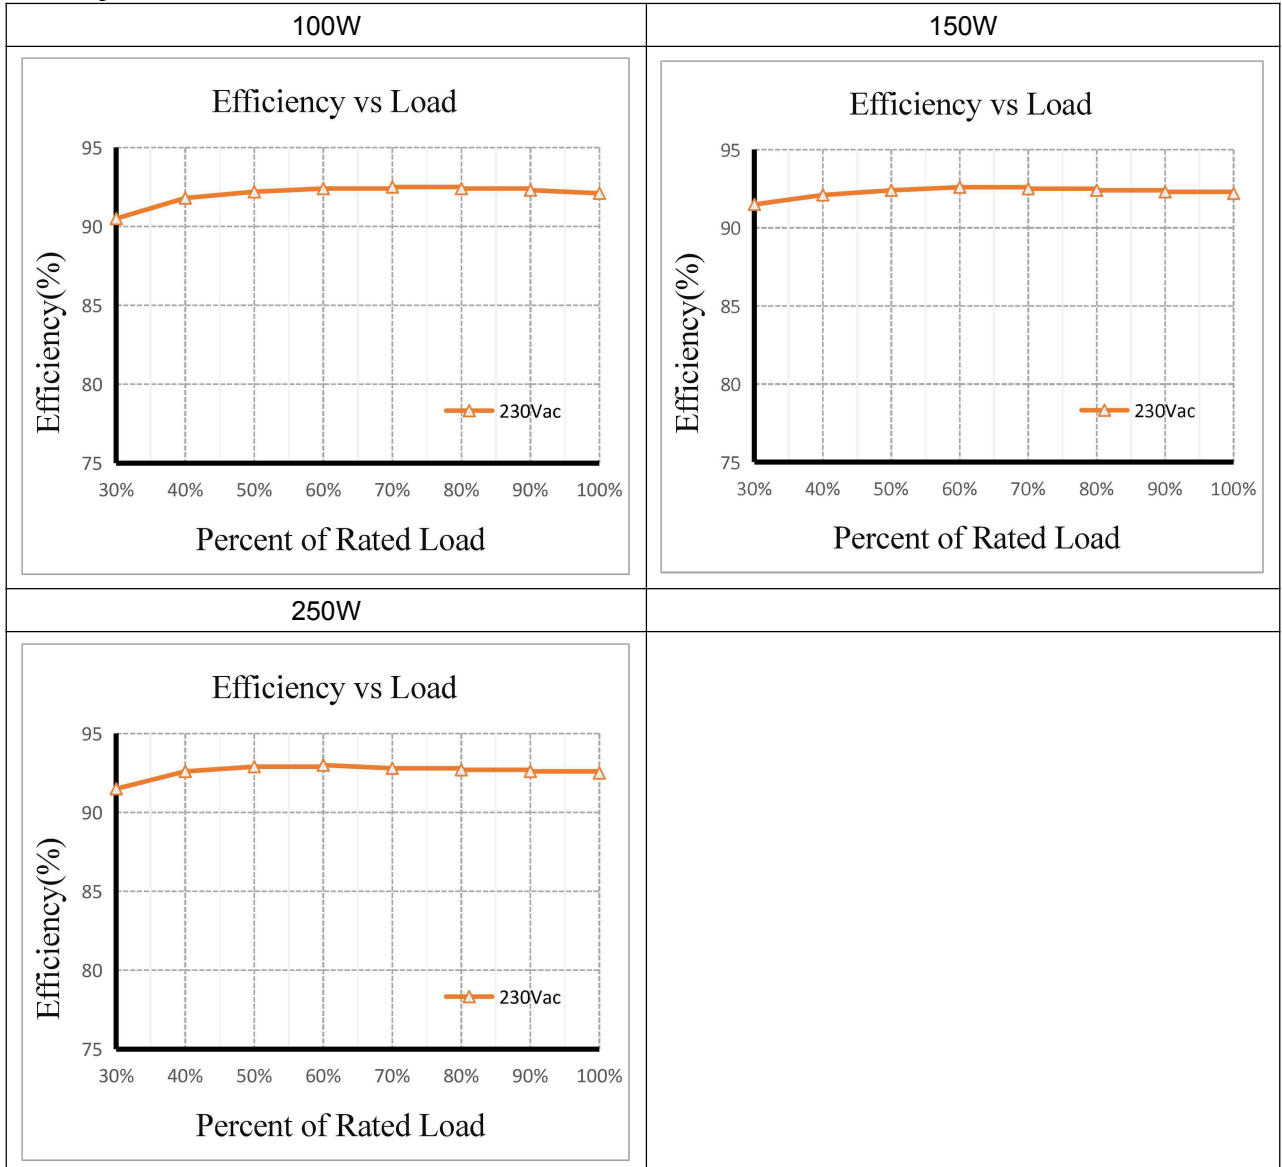 100W
150W
Efficiency vs Load
95
90
85
80
75
Efficiency(%)
230Vac
30% 40% 50% 60% 70% 80% 90% 100%
Percent of Rated Load
Efficiency vs Load
95
90
85
80
75
Efficiency(%)
230Vac
30% 40% 50% 60% 70% 80% 90% 100%
Percent of Rated Load
250W
Efficiency vs Load
95
90
85
80
75
Efficiency(%)
230Vac
30% 40% 50% 60% 70% 80% 90% 100%
Percent of Rated Load